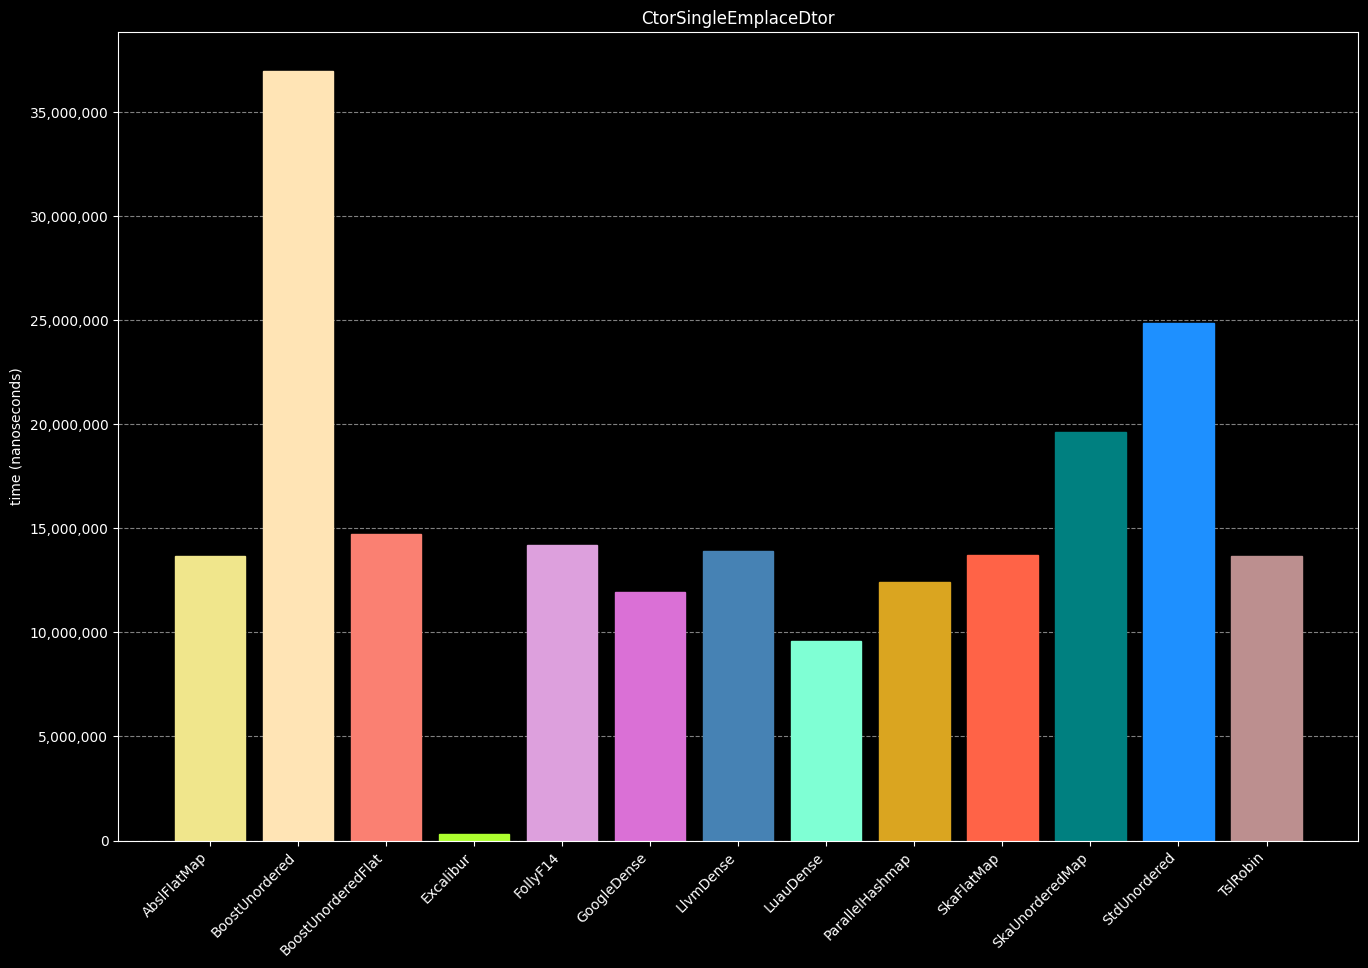 CtorSingleEmplaceDtor
time (nanoseconds)
35,000,000
30,000,000
25,000,000
20,000,000
15,000,000
10,000,000
5,000,000
0
AbslFlatMap
BoostUnordered
BoostUnorderedFlat
Excalibur
FollyF14
GoogleDense
LlvmDense
LuauDense
ParallelHashmap
SkaFlatMap
SkaUnorderedMap
StdUnordered
TslRobin